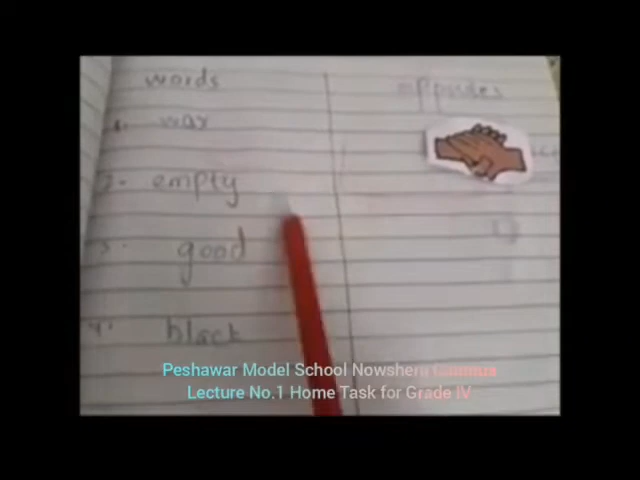 words
opposites
1. war
2. empty
3. good
4. black
Peshawar Model School Nowshera
Lecture No.1 Home Task for Grade IV